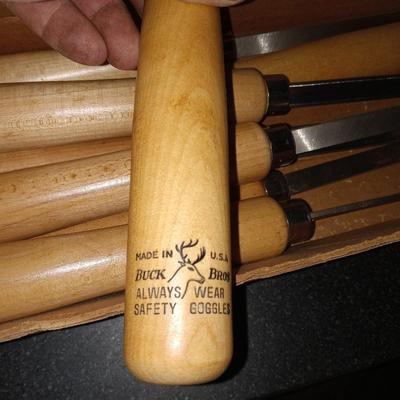 MADE IN U.S.A
BUCK BROS
ALWAYS WEAR
SAFETY GOGGLES